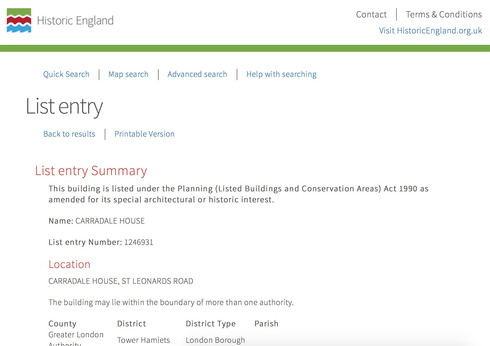 Historic England
Contact | Terms & Conditions
Visit HistoricEngland.org.uk
Quick Search | Map search | Advanced search | Help with searching
List entry
Back to results | Printable Version
List entry Summary
This building is listed under the Planning (Listed Buildings and Conservation Areas) Act 1990 as
amended for its special architectural or historic interest.
Name: CARRADALE HOUSE
List entry Number: 1246931
Location
CARRADALE HOUSE, ST LEONARDS ROAD
The building may lie within the boundary of more than one authority.
County District District Type Parish
Greater London
Authority Tower Hamlets London Borough